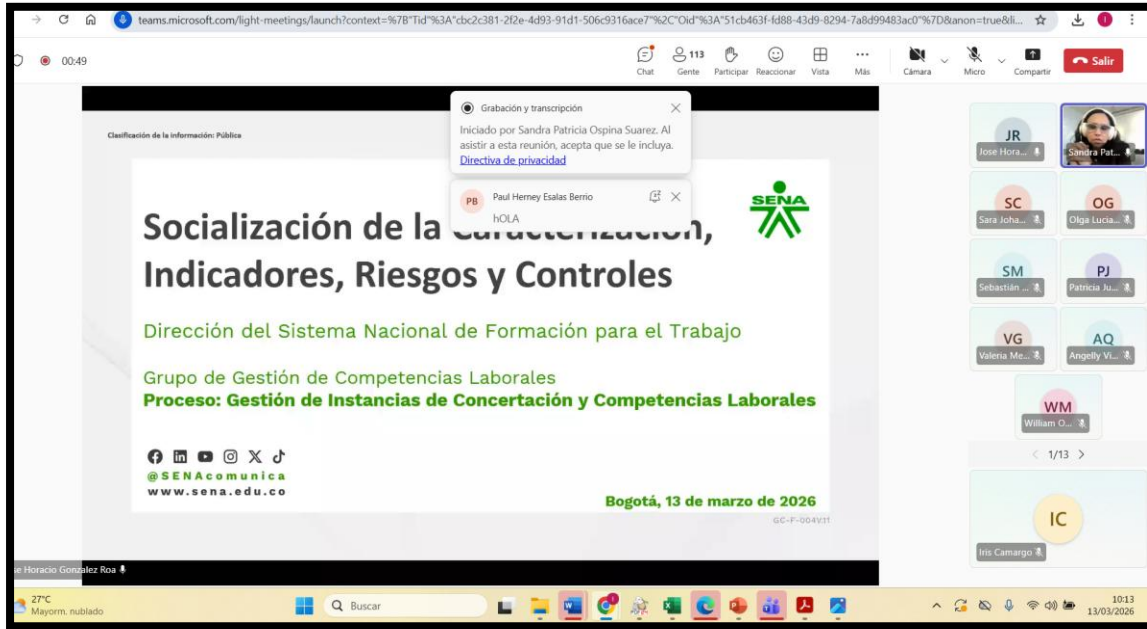 teams.microsoft.com/light-meetings/launch?context=%7B"Tid"%3A"cbc2c381-2f2e-4d93-91d1-506c9316ace7"%2C"Oid"%3A"51cb463f-fd88-43d9-8294-7a8d99483ac0"%7D&anon=true&dli...
00:49
Chat
113
Gente
Participar
Reaccionar
Vista
Más
Cámara
Micro
Compartir
Salir
Clasificación de la información: Pública
Grabación y transcripción
Iniciado por Sandra Patricia Ospina Suarez. Al
asistir a esta reunión, acepta que se le incluya.
Directiva de privacidad
PB
Paul Herney Esalas Berrio
hOLA
SENA
Socialización de la Caracterización,
Indicadores, Riesgos y Controles
Dirección del Sistema Nacional de Formación para el Trabajo
Grupo de Gestión de Competencias Laborales
Proceso: Gestión de Instancias de Concertación y Competencias Laborales
@SENAcomunica
www.sena.edu.co
Bogotá, 13 de marzo de 2026
GC-F-004V11
JR
Jose Hora...
Sandra Pat...
SC
Sara Joha...
OG
Olga Lucia...
SM
Sebastián ...
PJ
Patricia Ju...
VG
Valeria Me...
AQ
Angelly Vi...
WM
William O...
1/13
IC
Iris Camargo
se Horacio Gonzalez Roa
27°C
Mayorm. nublado
Buscar
10:13
13/03/2026